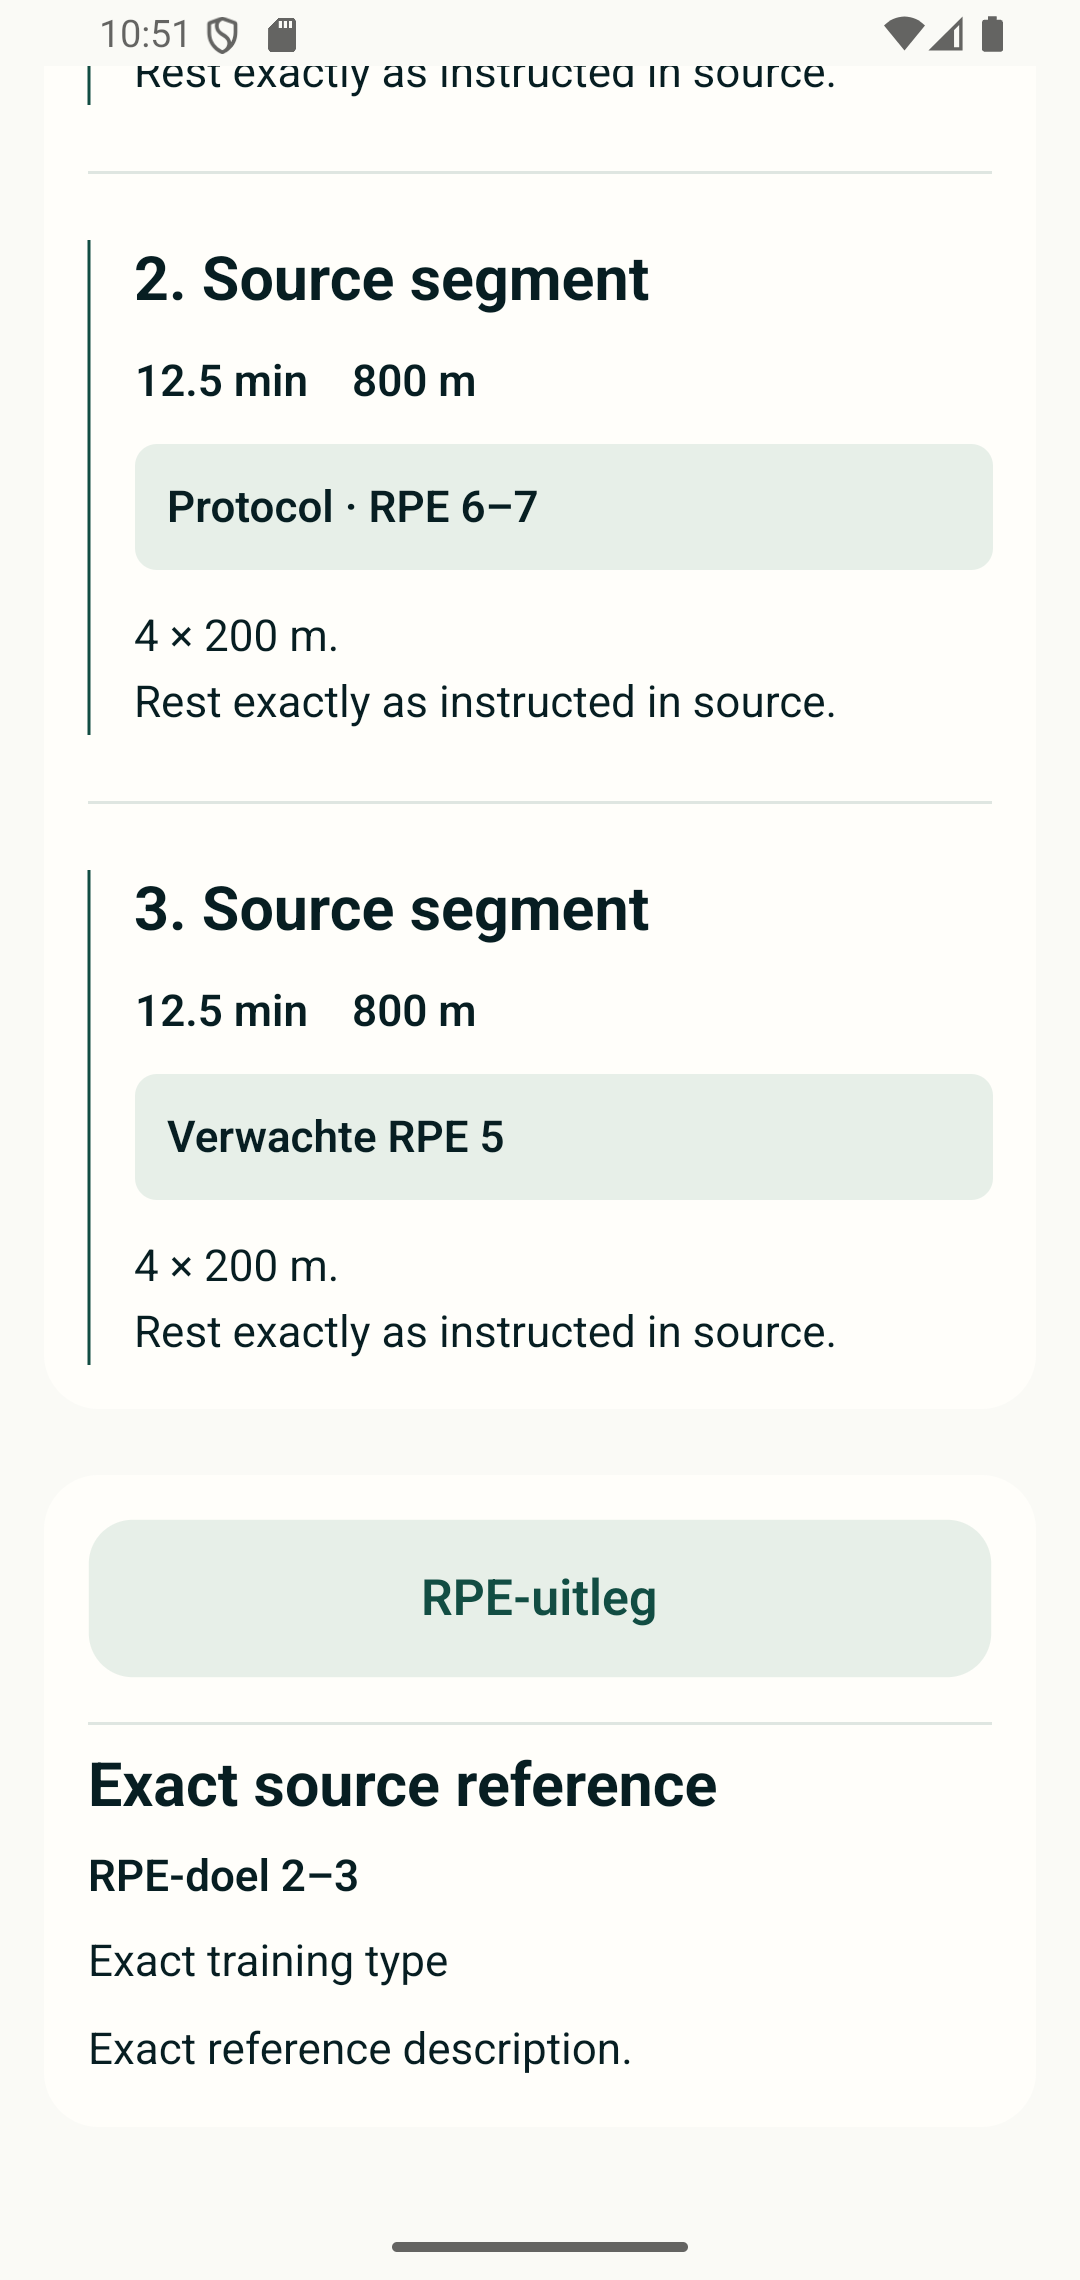 10:51
Rest exactly as instructed in source.
2. Source segment
12.5 min 800 m
Protocol · RPE 6–7
4 × 200 m.
Rest exactly as instructed in source.
3. Source segment
12.5 min 800 m
Verwachte RPE 5
4 × 200 m.
Rest exactly as instructed in source.
RPE-uitleg
Exact source reference
RPE-doel 2–3
Exact training type
Exact reference description.